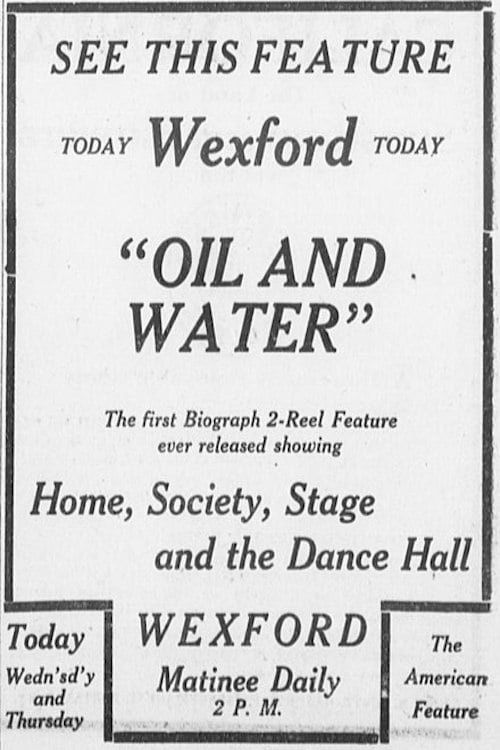 SEE THIS FEATURE
TODAY Wexford TODAY
"OIL AND
WATER"
The first Biograph 2-Reel Feature
ever released showing
Home, Society, Stage
and the Dance Hall
Today
Wedn'sd'y
and
Thursday
WEXFORD
Matinee Daily
2 P. M.
The
American
Feature